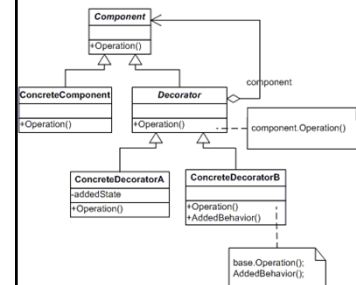 Component
+Operation()
component
ConcreteComponent
+Operation()
Decorator
+Operation()
component.Operation()
ConcreteDecoratorA
-addedState
+Operation()
ConcreteDecoratorB
+Operation()
+AddedBehavior()
base.Operation();
AddedBehavior();